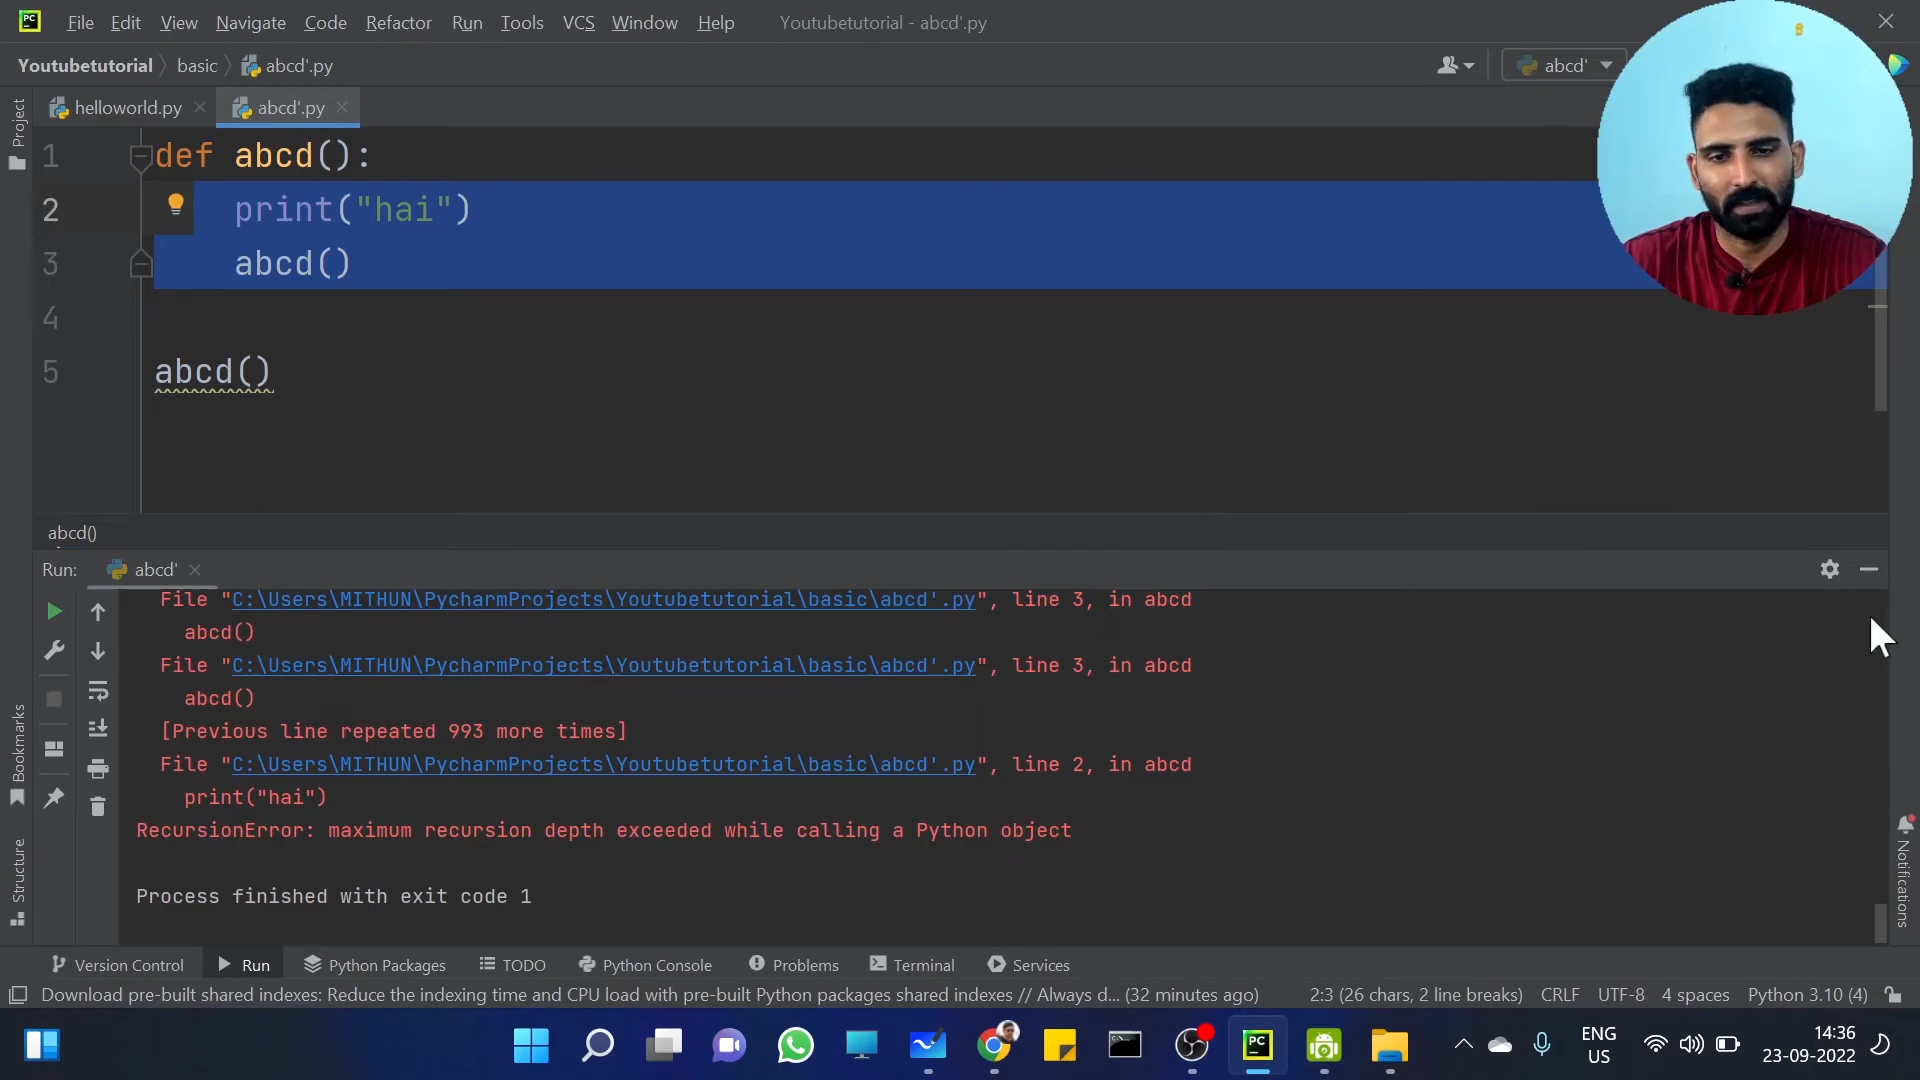 PC File Edit View Navigate Code Refactor Run Tools VCS Window Help Youtubetutorial - abcd'.py
Youtubetutorial basic abcd'.py abcd'
helloworld.py abcd'.py
Project
1 def abcd():
2 print("hai")
3 abcd()
4
5 abcd()
abcd()
Run: abcd'
File "C:\Users\MITHUN\PycharmProjects\Youtubetutorial\basic\abcd'.py", line 3, in abcd
abcd()
File "C:\Users\MITHUN\PycharmProjects\Youtubetutorial\basic\abcd'.py", line 3, in abcd
abcd()
[Previous line repeated 993 more times]
File "C:\Users\MITHUN\PycharmProjects\Youtubetutorial\basic\abcd'.py", line 2, in abcd
print("hai")
RecursionError: maximum recursion depth exceeded while calling a Python object
Process finished with exit code 1
Bookmarks
Structure
Notifications
Version Control Run Python Packages TODO Python Console Problems Terminal Services
Download pre-built shared indexes: Reduce the indexing time and CPU load with pre-built Python packages shared indexes // Always d... (32 minutes ago) 2:3 (26 chars, 2 line breaks) CRLF UTF-8 4 spaces Python 3.10 (4)
PC
ENG 14:36
US 23-09-2022